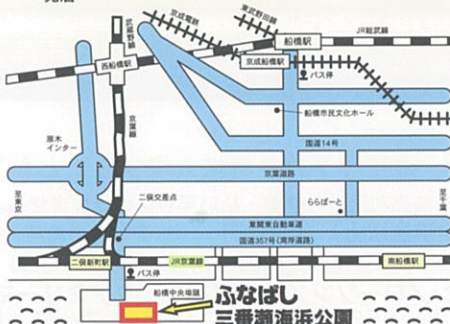 武蔵野線
京成電鉄
東武野田線
JR総武線
船橋駅
西船橋駅
京成船橋駅
バス停
船橋市民文化ホール
京葉線
原木
インター
国道14号
京葉道路
至東京
ららぽーと
至千葉
二俣交差点
東関東自動車道
国道357号(湾岸道路)
二俣新町駅
JR京葉線
南船橋駅
バス停
船橋中央埠頭
ふなばし
三番瀬海浜公園